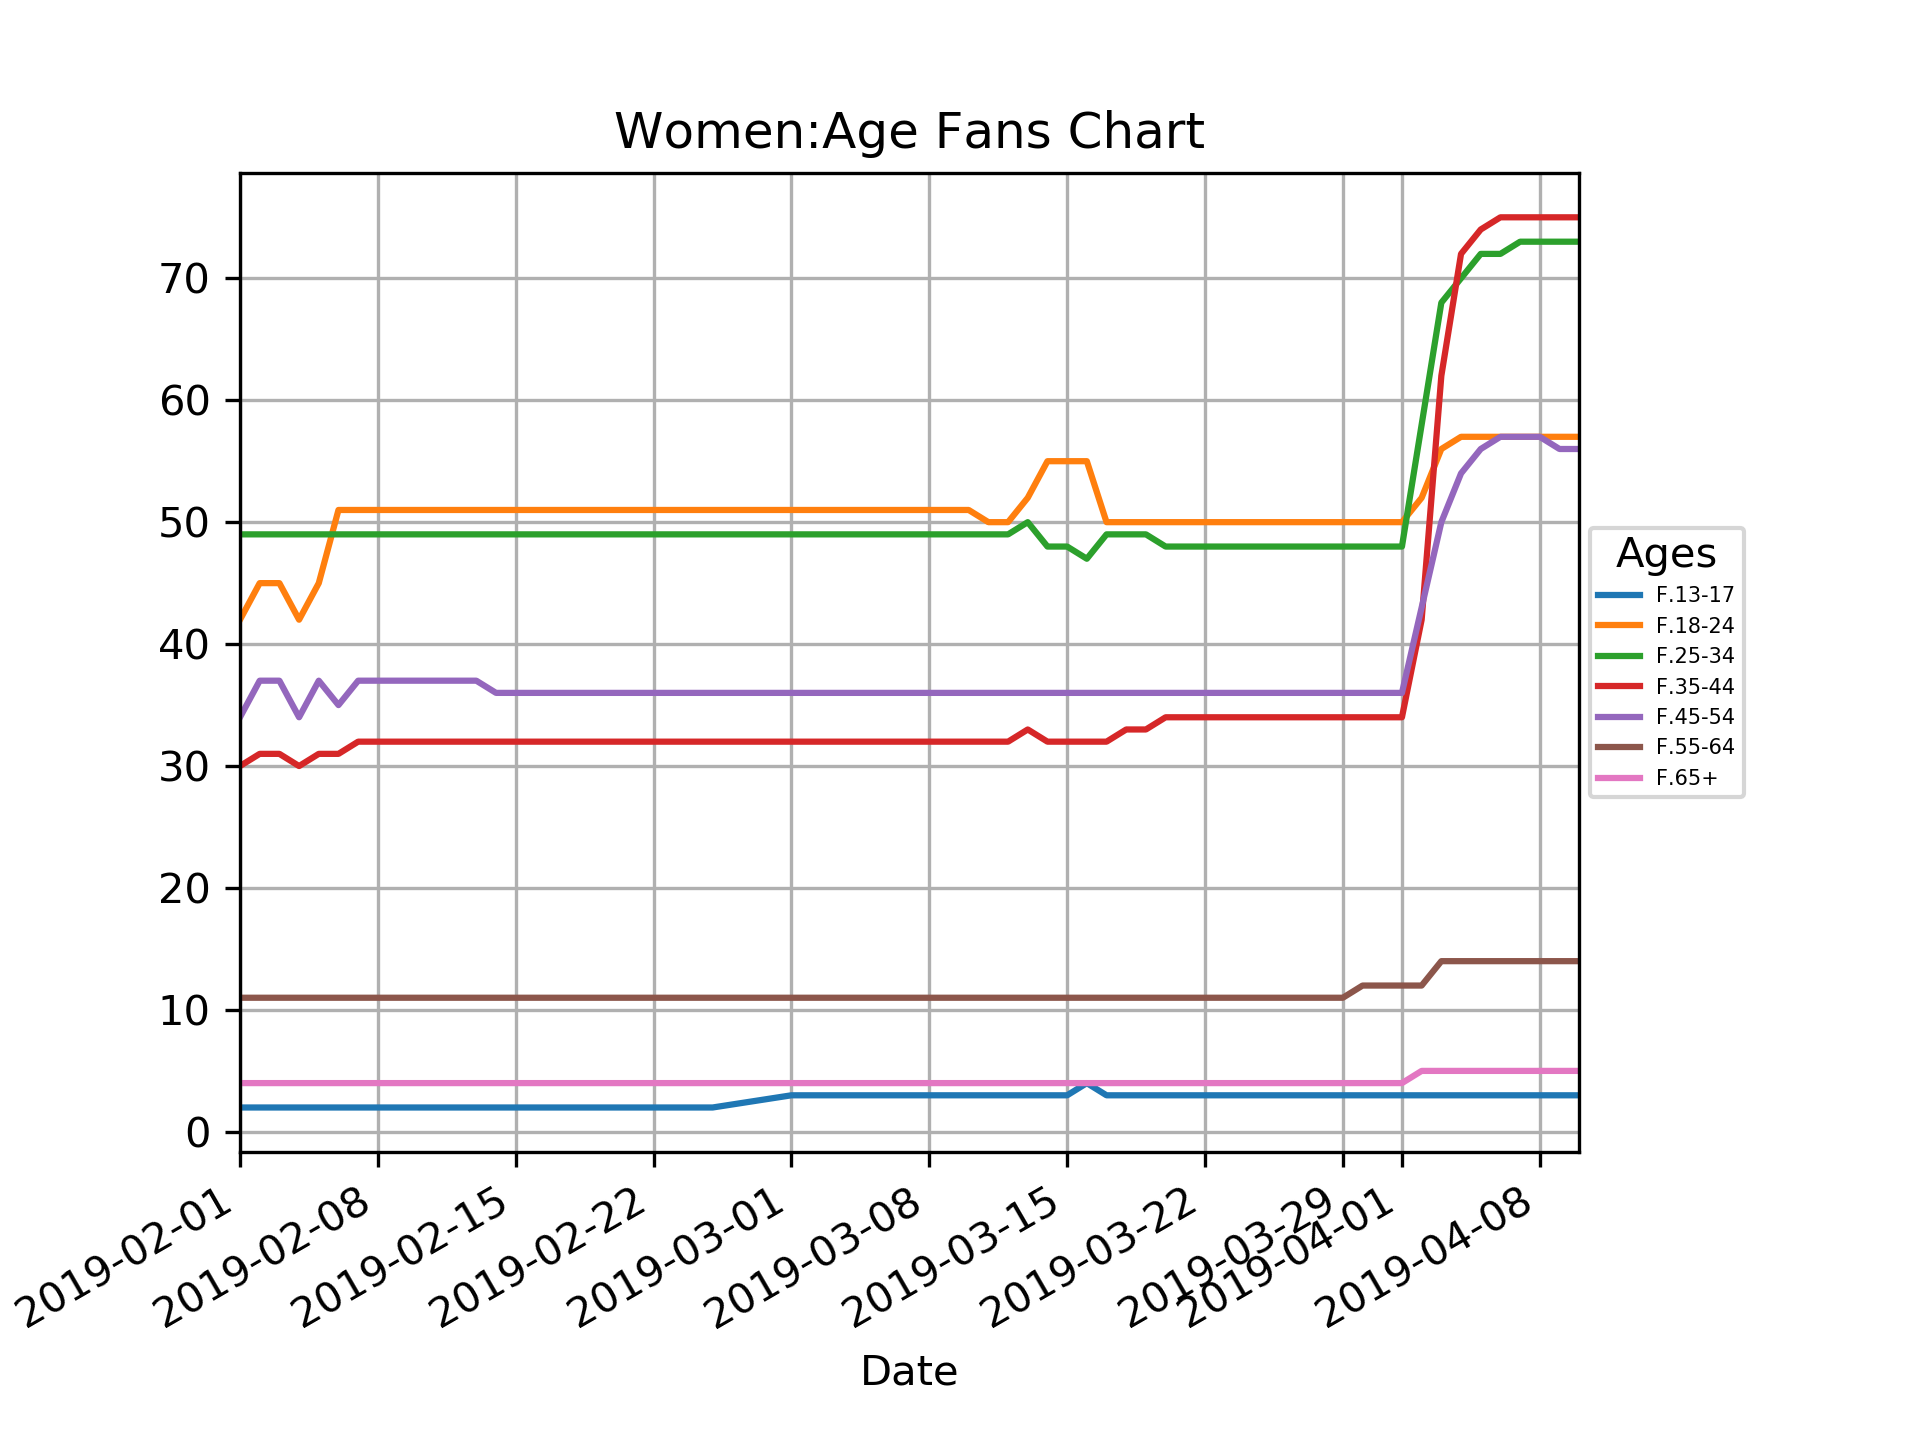 Women:Age Fans Chart
70
60
50
40
30
20
10
0
Ages
F.13-17
F.18-24
F.25-34
F.35-44
F.45-54
F.55-64
F.65+
2019-02-01
2019-02-08
2019-02-15
2019-02-22
2019-03-01
2019-03-08
2019-03-15
2019-03-22
2019-03-29
2019-04-01
2019-04-08
Date